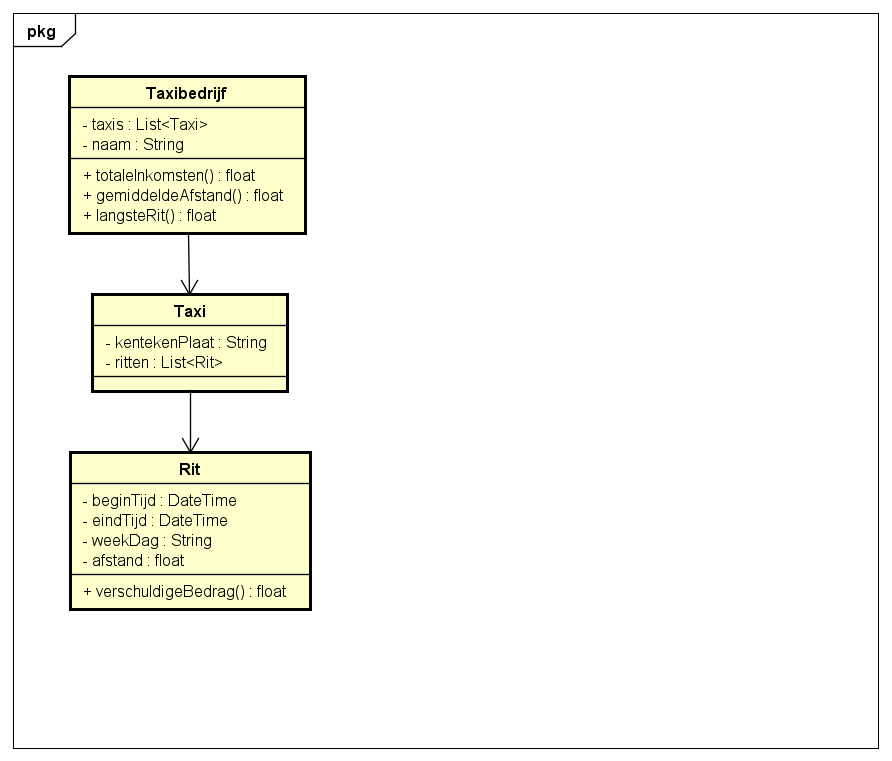 pkg
Taxibedrijf
- taxis : List<Taxi>
- naam : String
+ totaleInkomsten() : float
+ gemiddeldeAfstand() : float
+ langsteRit() : float
Taxi
- kentekenPlaat : String
- ritten : List<Rit>
Rit
- beginTijd : DateTime
- eindTijd : DateTime
- weekDag : String
- afstand : float
+ verschuldigeBedrag() : float